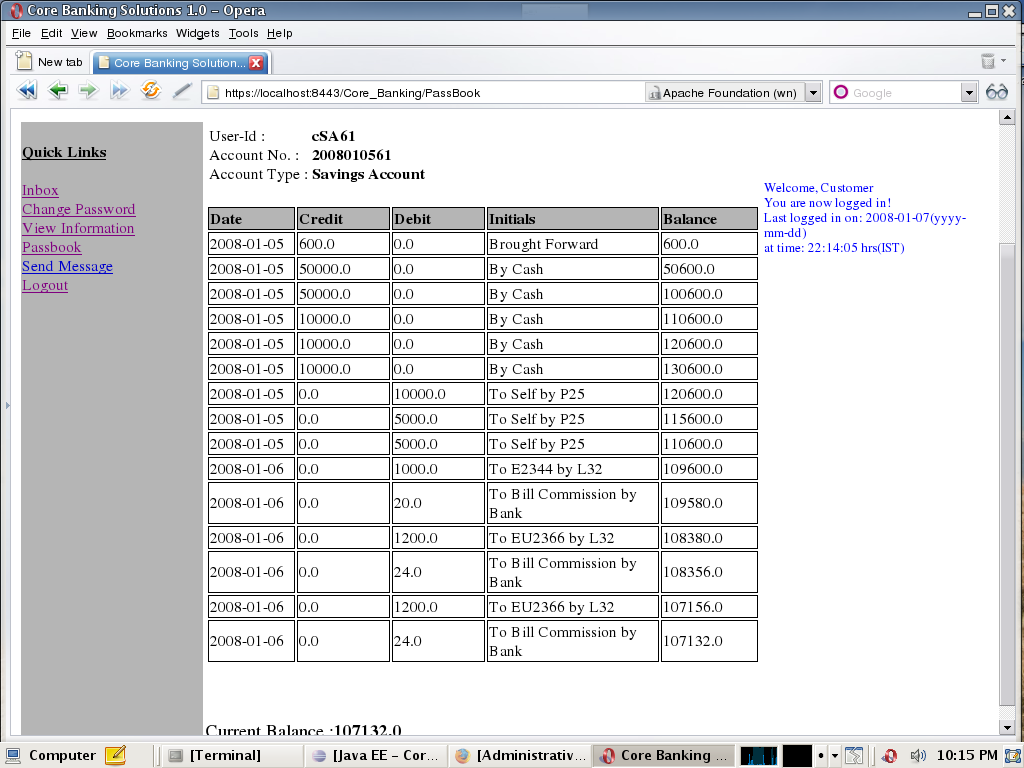 Core Banking Solutions 1.0 – Opera
File Edit View Bookmarks Widgets Tools Help
New tab Core Banking Solution...
https://localhost:8443/Core_Banking/PassBook Apache Foundation (wn) Google
User-Id : cSA61
Account No. : 2008010561
Account Type : Savings Account
Quick Links
Inbox
Change Password
View Information
Passbook
Send Message
Logout
Welcome, Customer
You are now logged in!
Last logged in on: 2008-01-07(yyyy-
mm-dd)
at time: 22:14:05 hrs(IST)
Date Credit Debit Initials Balance
2008-01-05 600.0 0.0 Brought Forward 600.0
2008-01-05 50000.0 0.0 By Cash 50600.0
2008-01-05 50000.0 0.0 By Cash 100600.0
2008-01-05 10000.0 0.0 By Cash 110600.0
2008-01-05 10000.0 0.0 By Cash 120600.0
2008-01-05 10000.0 0.0 By Cash 130600.0
2008-01-05 0.0 10000.0 To Self by P25 120600.0
2008-01-05 0.0 5000.0 To Self by P25 115600.0
2008-01-05 0.0 5000.0 To Self by P25 110600.0
2008-01-06 0.0 1000.0 To E2344 by L32 109600.0
2008-01-06 0.0 20.0 To Bill Commission by Bank 109580.0
2008-01-06 0.0 1200.0 To EU2366 by L32 108380.0
2008-01-06 0.0 24.0 To Bill Commission by Bank 108356.0
2008-01-06 0.0 1200.0 To EU2366 by L32 107156.0
2008-01-06 0.0 24.0 To Bill Commission by Bank 107132.0
Current Balance :107132.0
Computer [Terminal] [Java EE – Cor... [Administrativ... Core Banking ... 10:15 PM